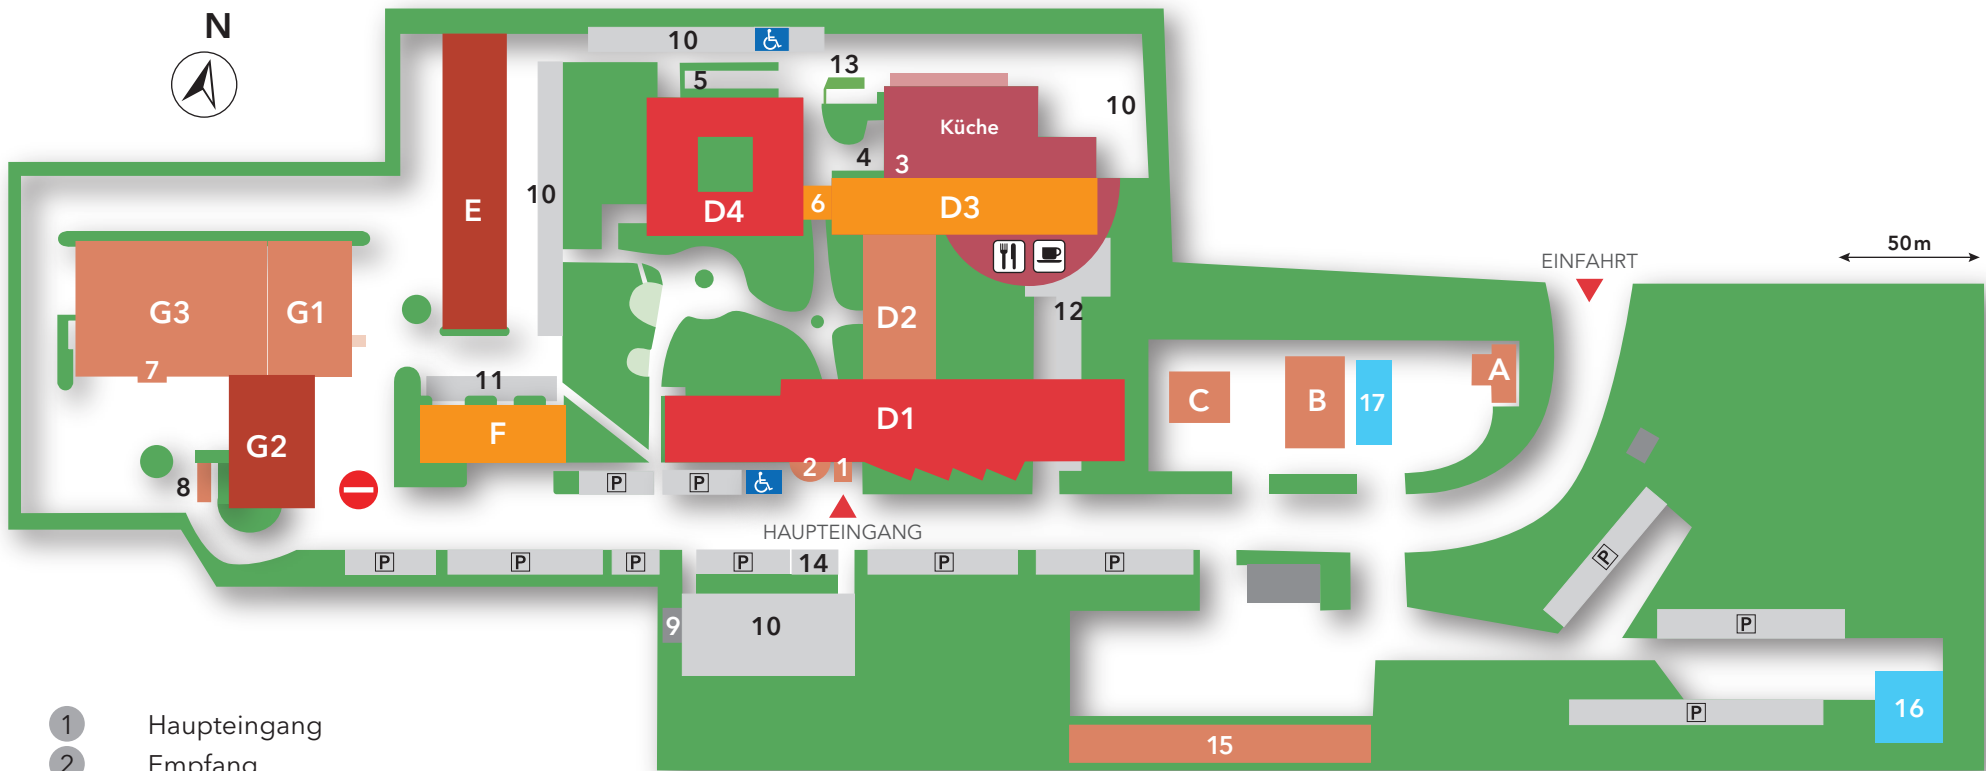 N
10
5
13
10
Küche
4
3
10
E
D4
6
D3
50m
EINFAHRT
G3
G1
12
D2
7
11
A
C
B
17
F
D1
G2
2
1
8
P
P
HAUPTEINGANG
P
P
P
P
14
P
P
P
9
10
P
15
P
16
1 Haupteingang
2 Empfang